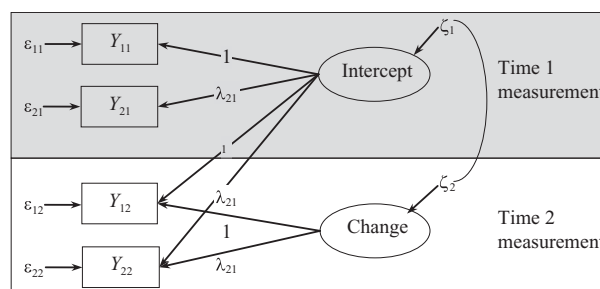 ε11 Y11 1 Intercept ζ1
ε21 Y21 λ21 Time 1
measurement
1
ε12 Y12 λ21 ζ2
1 Change Time 2
ε22 Y22 λ21 measurement